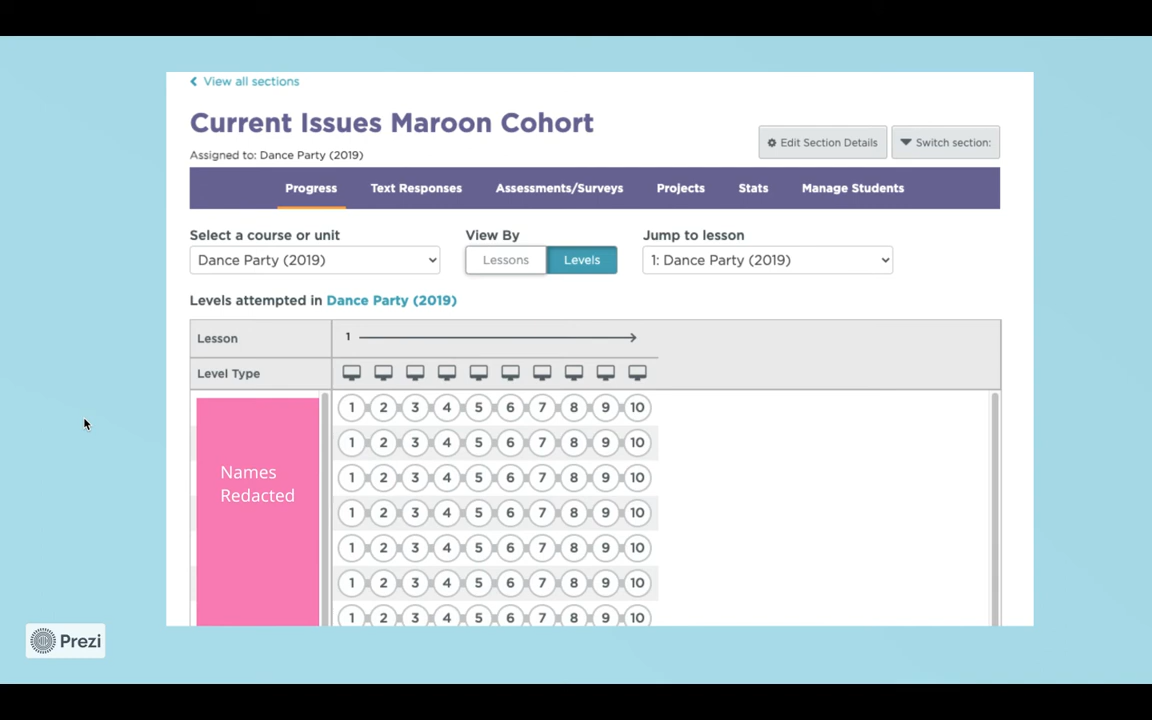 View all sections
Current Issues Maroon Cohort
Assigned to: Dance Party (2019)
Edit Section Details
Switch section:
Progress Text Responses Assessments/Surveys Projects Stats Manage Students
Select a course or unit View By Jump to lesson
Dance Party (2019) Lessons Levels 1: Dance Party (2019)
Levels attempted in Dance Party (2019)
Lesson 1
Level Type
1 2 3 4 5 6 7 8 9 10
1 2 3 4 5 6 7 8 9 10
Names
1 2 3 4 5 6 7 8 9 10
Redacted
1 2 3 4 5 6 7 8 9 10
1 2 3 4 5 6 7 8 9 10
1 2 3 4 5 6 7 8 9 10
1 2 3 4 5 6 7 8 9 10
Prezi